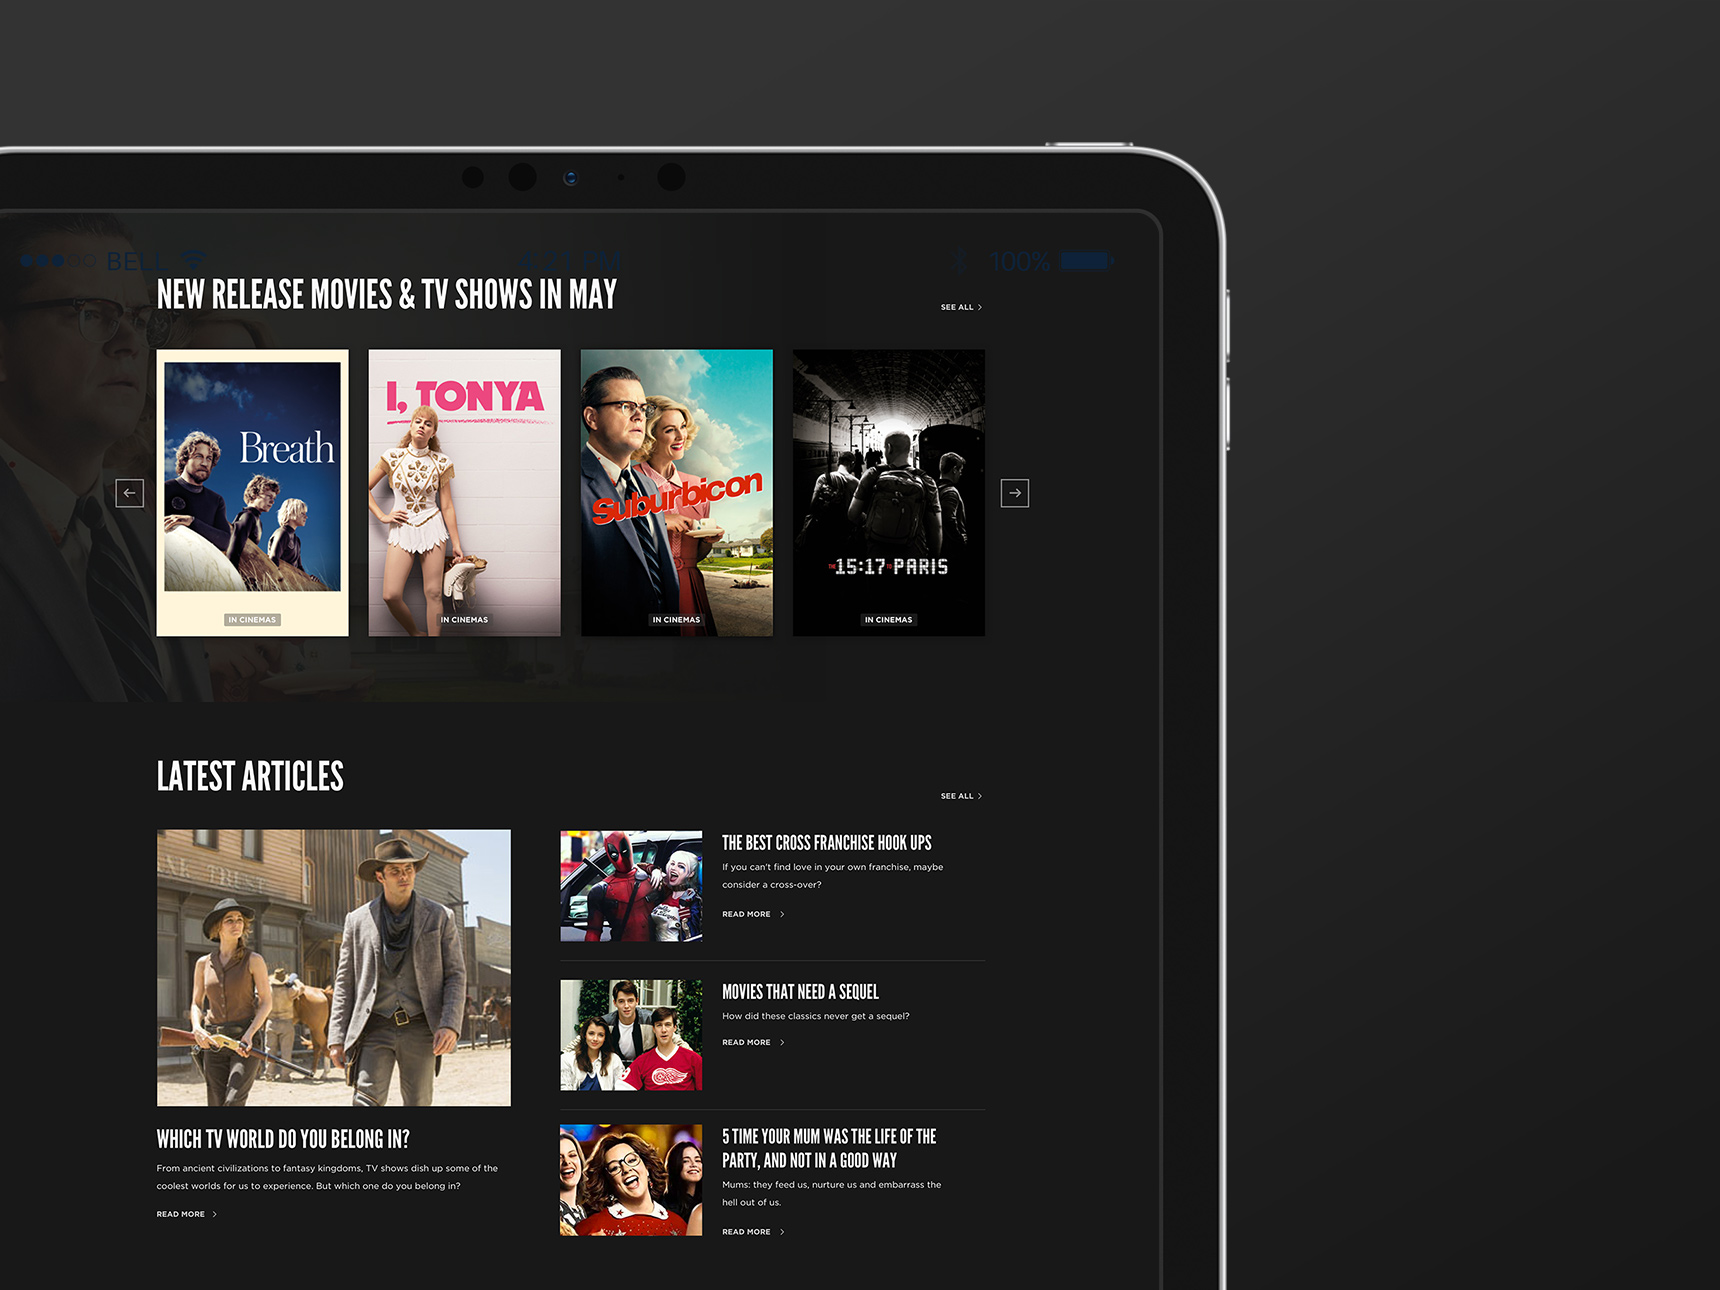 BELL 4:21 PM 100%
NEW RELEASE MOVIES & TV SHOWS IN MAY
SEE ALL
Breath
IN CINEMAS
I, TONYA
IN CINEMAS
Suburbicon
IN CINEMAS
THE 15:17 TO PARIS
IN CINEMAS
LATEST ARTICLES
SEE ALL
WHICH TV WORLD DO YOU BELONG IN?
From ancient civilizations to fantasy kingdoms, TV shows dish up some of the
coolest worlds for us to experience. But which one do you belong in?
READ MORE
THE BEST CROSS FRANCHISE HOOK UPS
If you can't find love in your own franchise, maybe
consider a cross-over?
READ MORE
MOVIES THAT NEED A SEQUEL
How did these classics never get a sequel?
READ MORE
5 TIME YOUR MUM WAS THE LIFE OF THE
PARTY, AND NOT IN A GOOD WAY
Mums: they feed us, nurture us and embarrass the
hell out of us.
READ MORE